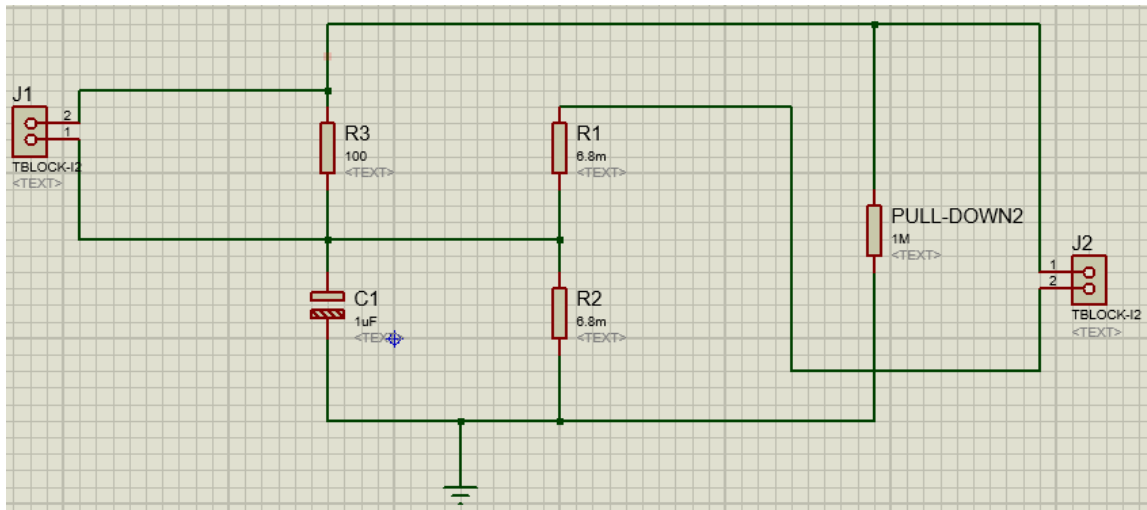 J1
2
1
TBLOCK-I2
<TEXT>
R3
100
<TEXT>
R1
6.8m
<TEXT>
PULL-DOWN2
1M
<TEXT>
J2
1
2
TBLOCK-I2
<TEXT>
C1
1uF
<TEXT>
R2
6.8m
<TEXT>